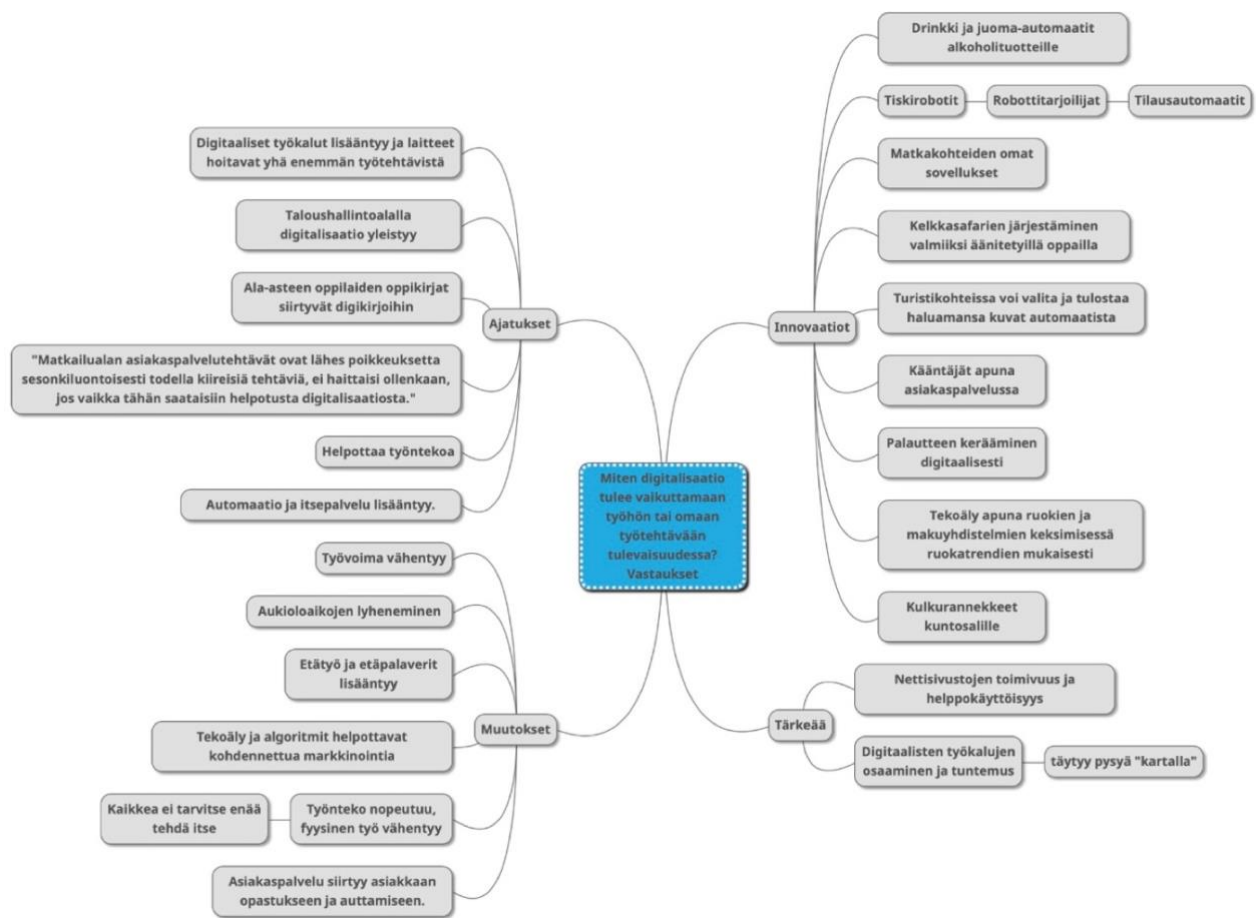 Miten digitalisaatio
tulee vaikuttamaan
työhön tai omaan
työtehtävään
tulevaisuudessa?
Vastaukset
Ajatukset
Digitaaliset työkalut lisääntyy ja laitteet
hoitavat yhä enemmän työtehtävistä
Taloushallintoalalla
digitalisaatio yleistyy
Ala-asteen oppilaiden oppikirjat
siirtyvät digikirjoihin
"Matkailualan asiakaspalvelutehtävät ovat lähes poikkeuksetta
sesonkiluontoisesti todella kiireisiä tehtäviä, ei haittaisi ollenkaan,
jos vaikka tähän saataisiin helpotusta digitalisaatiosta."
Helpottaa työntekoa
Automaatio ja itsepalvelu lisääntyy.
Muutokset
Työvoima vähentyy
Aukioloaikojen lyheneminen
Etätyö ja etäpalaverit
lisääntyy
Tekoäly ja algoritmit helpottavat
kohdennettua markkinointia
Työnteko nopeutuu,
fyysinen työ vähentyy
Kaikkea ei tarvitse enää
tehdä itse
Asiakaspalvelu siirtyy asiakkaan
opastukseen ja auttamiseen.
Innovaatiot
Drinkki ja juoma-automaatit
alkoholituotteille
Tiskirobotit
Robottitarjoilijat
Tilausautomaatit
Matkakohteiden omat
sovellukset
Kelkkasafarien järjestäminen
valmiiksi äänitetyillä oppailla
Turistikohteissa voi valita ja tulostaa
haluamansa kuvat automaatista
Kääntäjät apuna
asiakaspalvelussa
Palautteen kerääminen
digitaalisesti
Tekoäly apuna ruokien ja
makuyhdistelmien keksimisessä
ruokatrendien mukaisesti
Kulkurannekkeet
kuntosalille
Tärkeää
Nettisivustojen toimivuus ja
helppokäyttöisyys
Digitaalisten työkalujen
osaaminen ja tuntemus
täytyy pysyä "kartalla"